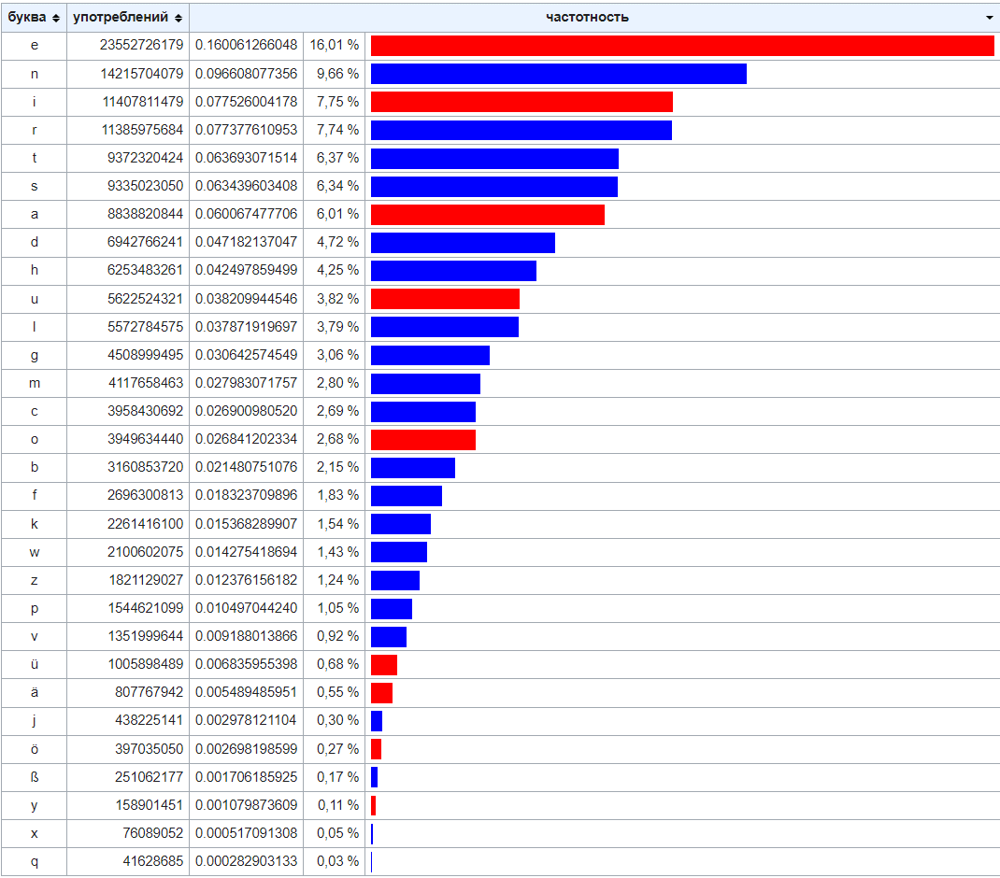 буква употреблений частотность
e 23552726179 0.160061266048 16,01 %
n 14215704079 0.096608077356 9,66 %
i 11407811479 0.077526004178 7,75 %
r 11385975684 0.077377610953 7,74 %
t 9372320424 0.063693071514 6,37 %
s 9335023050 0.063439603408 6,34 %
a 8838820844 0.060067477706 6,01 %
d 6942766241 0.047182137047 4,72 %
h 6253483261 0.042497859499 4,25 %
u 5622524321 0.038209944546 3,82 %
l 5572784575 0.037871919697 3,79 %
g 4508999495 0.030642574549 3,06 %
m 4117658463 0.027983071757 2,80 %
c 3958430692 0.026900980520 2,69 %
o 3949634440 0.026841202334 2,68 %
b 3160853720 0.021480751076 2,15 %
f 2696300813 0.018323709896 1,83 %
k 2261416100 0.015368289907 1,54 %
w 2100602075 0.014275418694 1,43 %
z 1821129027 0.012376156182 1,24 %
p 1544621099 0.010497044240 1,05 %
v 1351999644 0.009188013866 0,92 %
ü 1005898489 0.006835955398 0,68 %
ä 807767942 0.005489485951 0,55 %
j 438225141 0.002978121104 0,30 %
ö 397035050 0.002698198599 0,27 %
ß 251062177 0.001706185925 0,17 %
y 158901451 0.001079873609 0,11 %
x 76089052 0.000517091308 0,05 %
q 41628685 0.000282903133 0,03 %